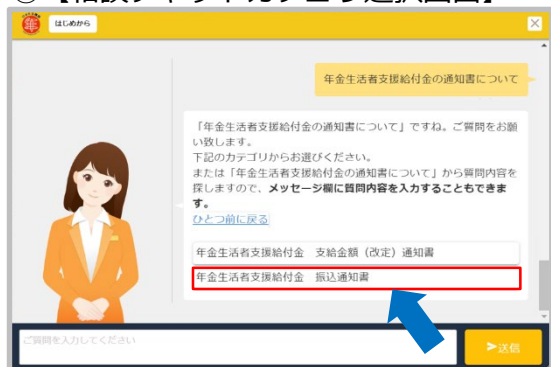 年
はじめから
年金生活者支援給付金の通知書について
「年金生活者支援給付金の通知書について」ですね。ご質問をお願
い致します。
下記のカテゴリからお選びください。
または「年金生活者支援給付金の通知書について」から質問内容を
探しますので、メッセージ欄に質問内容を入力することもできま
す。
ひとつ前に戻る
年金生活者支援給付金 支給金額（改定）通知書
年金生活者支援給付金 振込通知書
ご質問を入力してください
送信